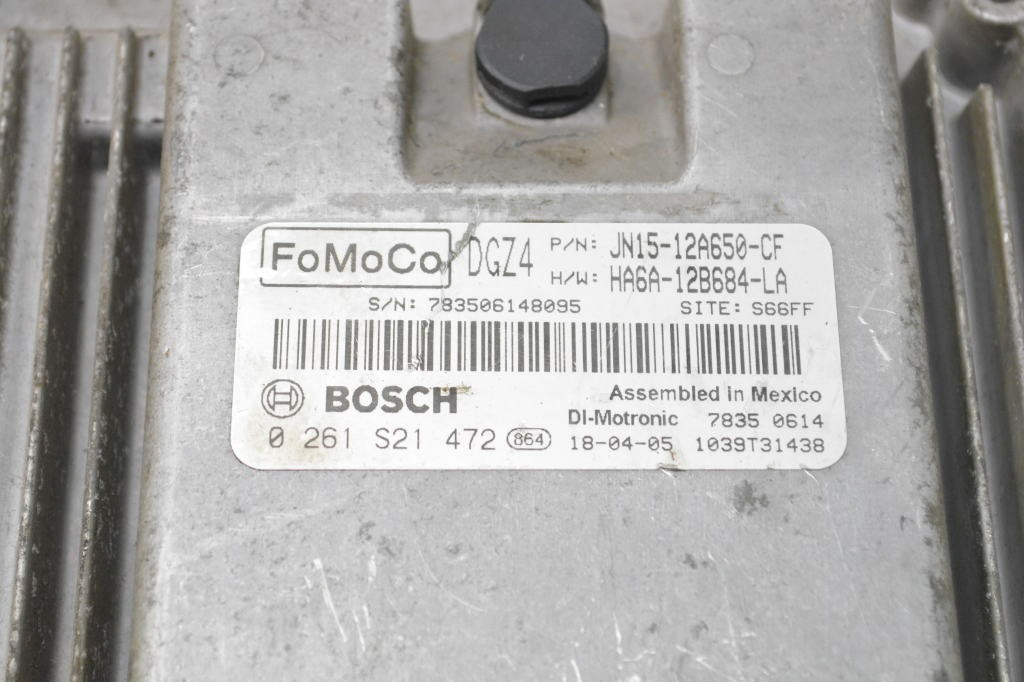 FoMoCo DGZ4 P/N: JN15-12A650-CF
H/W: HA6A-12B684-LA
S/N: 783506148095 SITE: S66FF
BOSCH Assembled in Mexico
DI-Motronic 7835 0614
0 261 S21 472 864 18-04-05 1039T31438